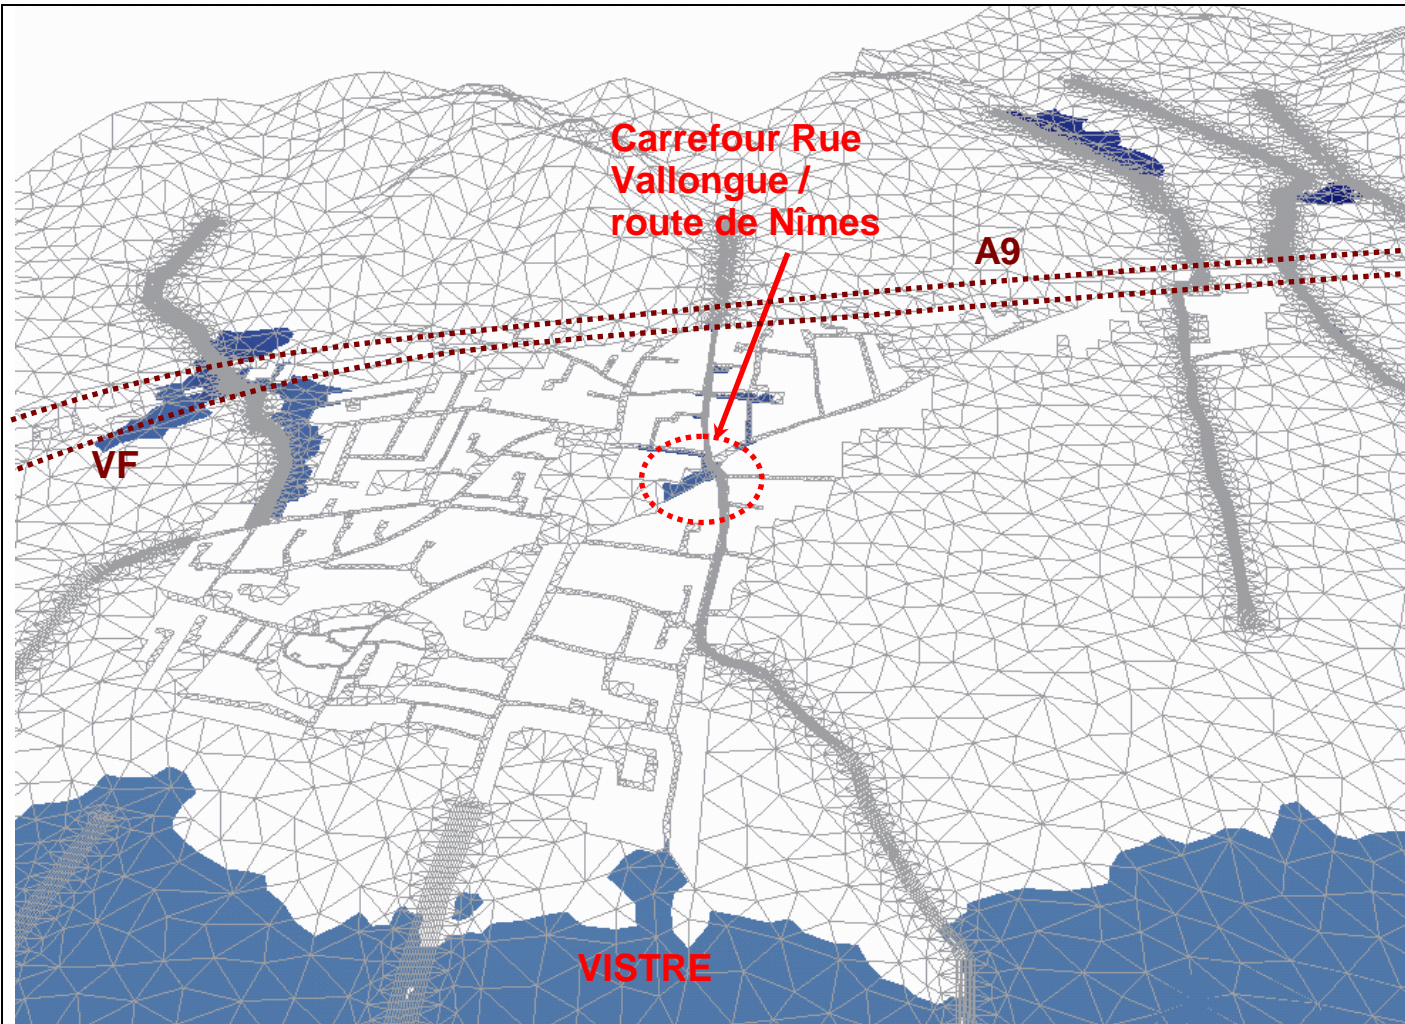 Carrefour Rue
Vallongue /
route de Nîmes
A9
VF
VISTRE